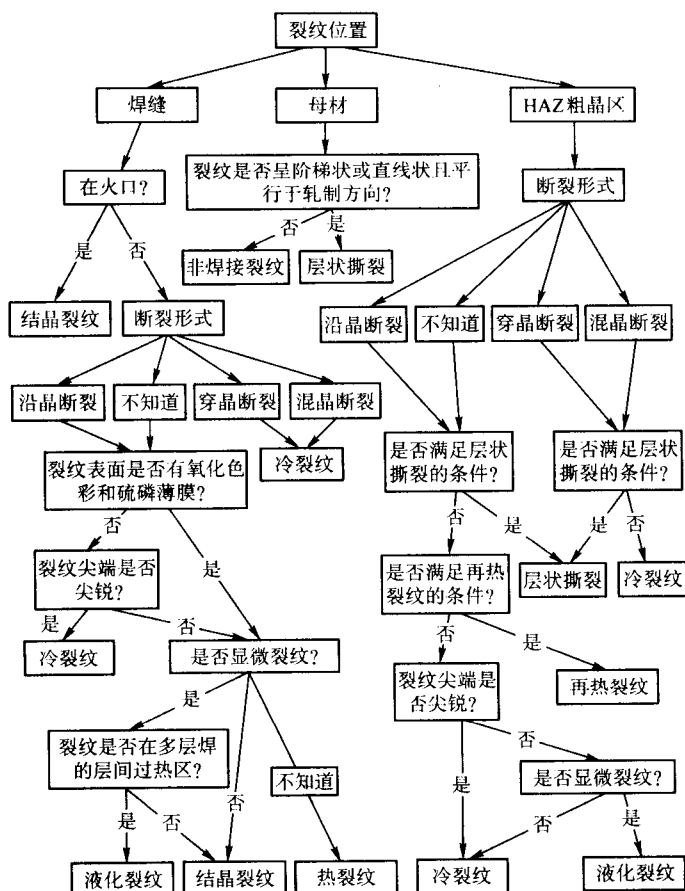 裂纹位置
焊缝
母材
HAZ粗晶区
在火口?
裂纹是否呈阶梯状或直线状且平
行于轧制方向?
断裂形式
是
否
否
是
非焊接裂纹
层状撕裂
结晶裂纹
断裂形式
沿晶断裂
不知道
穿晶断裂
混晶断裂
沿晶断裂
不知道
穿晶断裂
混晶断裂
冷裂纹
裂纹表面是否有氧化色
彩和硫磷薄膜?
是否满足层状
撕裂的条件?
是否满足层状
撕裂的条件?
否
是
否
是
是
否
裂纹尖端是否
尖锐?
是否满足再热
裂纹的条件?
层状撕裂
冷裂纹
是
否
否
是
冷裂纹
是否显微裂纹?
裂纹尖端是
否尖锐?
再热裂纹
是
否
不知道
裂纹是否在多层焊
的层间过热区?
是
否
是否显微裂纹?
是
否
否
是
液化裂纹
结晶裂纹
热裂纹
冷裂纹
液化裂纹